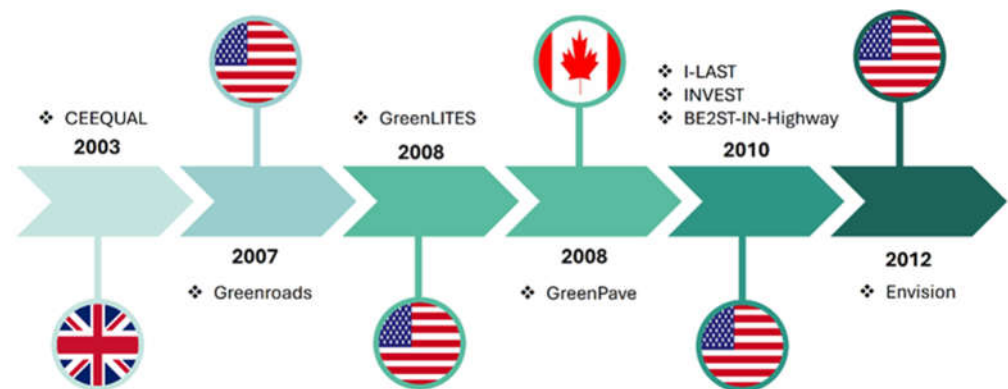 ❖ CEEQUAL
2003
2007
❖ Greenroads
❖ GreenLITES
2008
2008
❖ GreenPave
❖ I-LAST
❖ INVEST
❖ BE2ST-IN-Highway
2010
2012
❖ Envision